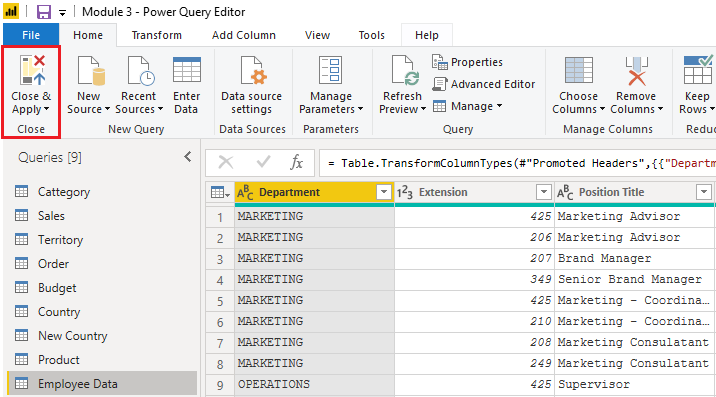 Module 3 - Power Query Editor
File Home Transform Add Column View Tools Help
Close & Apply
New Source
Recent Sources
Enter Data
Data source settings
Manage Parameters
Refresh Preview
Properties
Advanced Editor
Manage
Choose Columns
Remove Columns
Keep Rows
Close New Query Data Sources Parameters Query Manage Columns Reduc
Queries [9]
fx = Table.TransformColumnTypes(#"Promoted Headers",{{"Departm
Cattegory
Sales
Territory
Order
Budget
Country
New Country
Product
Employee Data
ABC Department 123 Extension ABC Position Title
1 MARKETING 425 Marketing Advisor
2 MARKETING 206 Marketing Advisor
3 MARKETING 207 Brand Manager
4 MARKETING 349 Senior Brand Manager
5 MARKETING 425 Marketing - Coordina…
6 MARKETING 210 Marketing - Coordina…
7 MARKETING 208 Marketing Consulatant
8 MARKETING 249 Marketing Consulatant
9 OPERATIONS 425 Supervisor